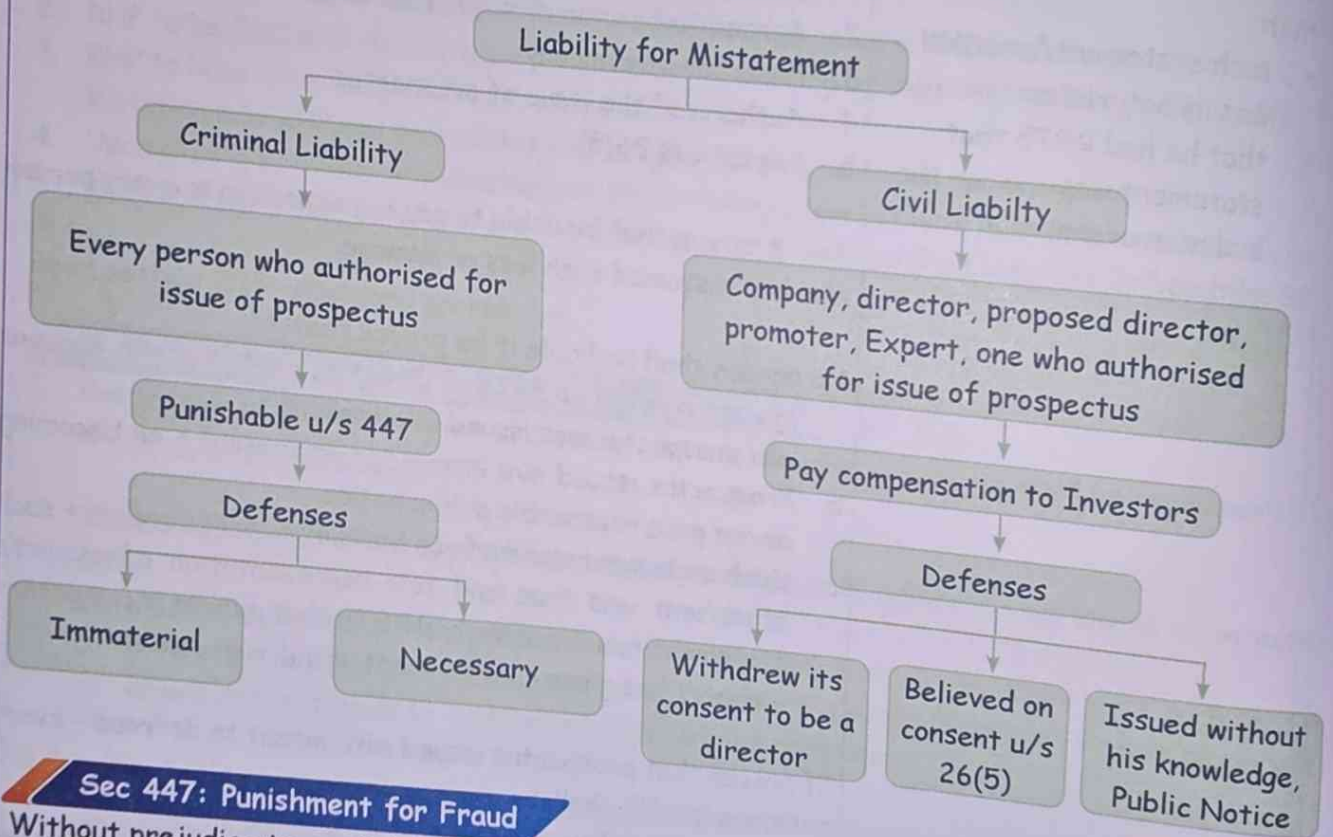 Liability for Mistatement
Criminal Liability
Every person who authorised for
issue of prospectus
Punishable u/s 447
Defenses
Immaterial
Necessary
Civil Liabilty
Company, director, proposed director,
promoter, Expert, one who authorised
for issue of prospectus
Pay compensation to Investors
Defenses
Withdrew its
consent to be a
director
Believed on
consent u/s
26(5)
Issued without
his knowledge,
Public Notice
Sec 447: Punishment for Fraud
Without